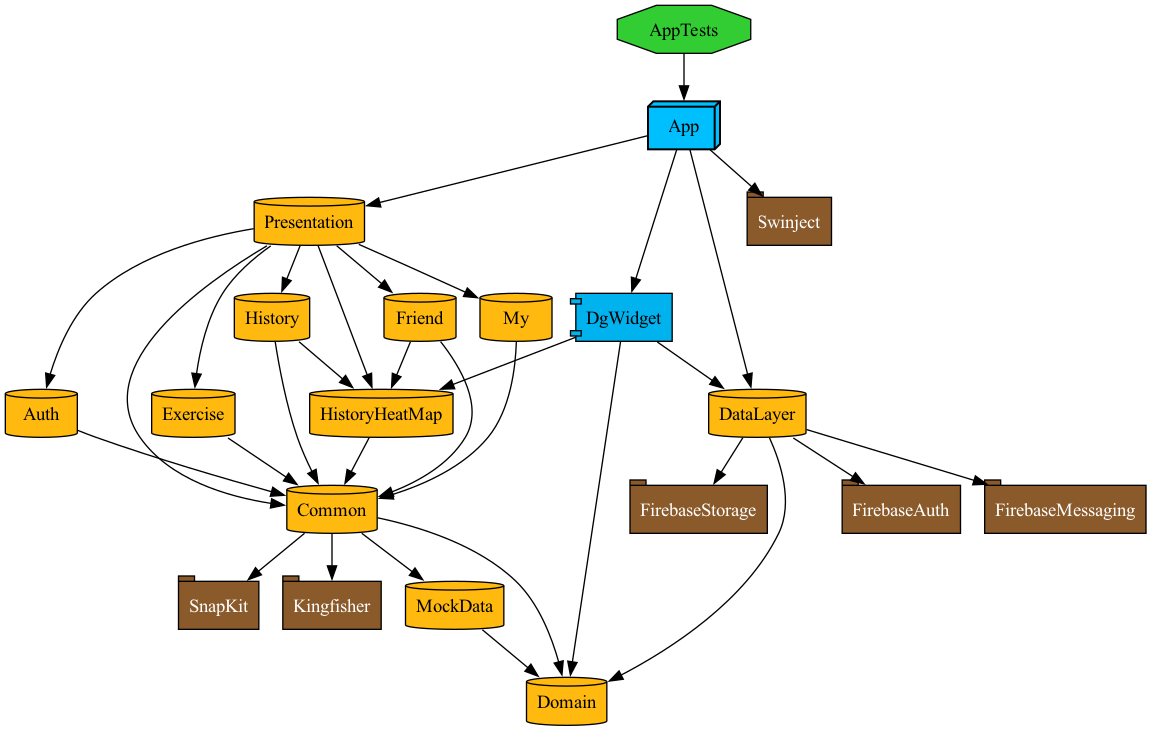 AppTests
App
Presentation
Swinject
History
Friend
My
DgWidget
Auth
Exercise
HistoryHeatMap
DataLayer
Common
FirebaseStorage
FirebaseAuth
FirebaseMessaging
SnapKit
Kingfisher
MockData
Domain